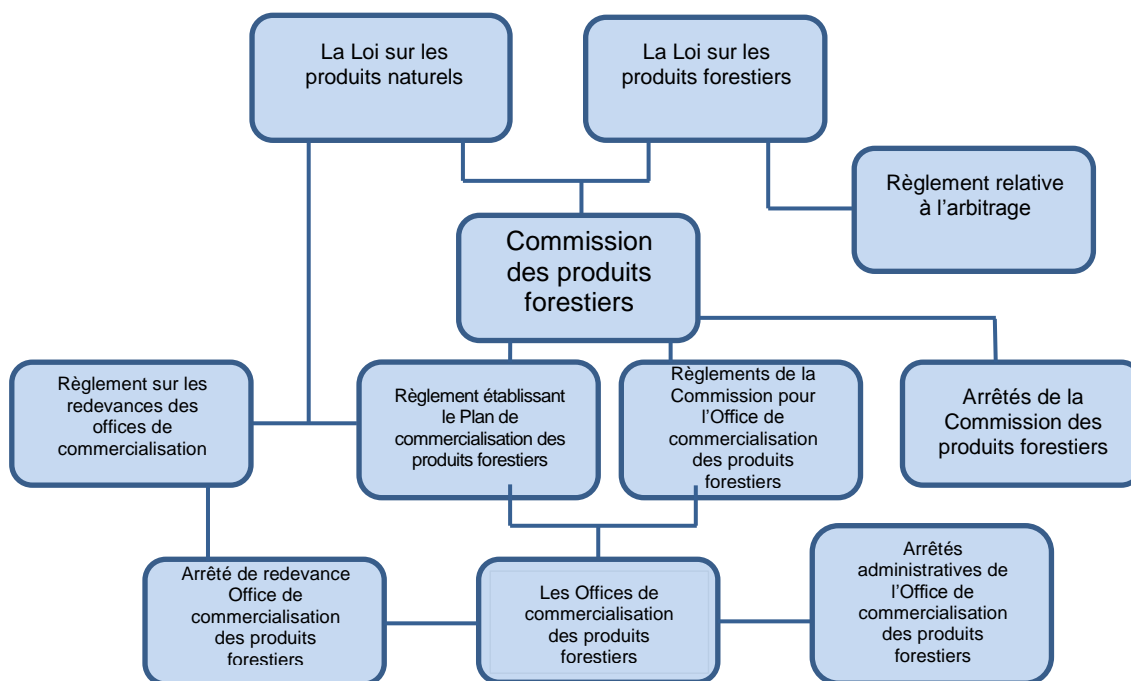 La Loi sur les
produits naturels
La Loi sur les
produits forestiers
Règlement relative
à l’arbitrage
Commission
des produits
forestiers
Règlement sur les
redevances des
offices de
commercialisation
Règlement établissant
le Plan de
commercialisation des
produits forestiers
Règlements de la
Commission pour
l’Office de
commercialisation
des produits
forestiers
Arrêtés de la
Commission des
produits forestiers
Arrêté de redevance
Office de
commercialisation
des produits
forestiers
Les Offices de
commercialisation
des produits
forestiers
Arrêtés
administratives de
l’Office de
commercialisation
des produits
forestiers